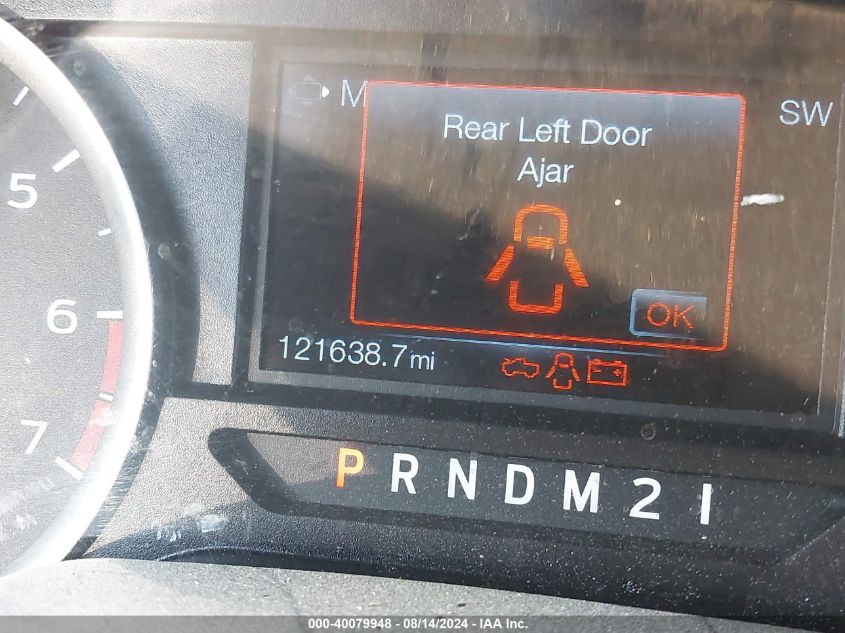 M
SW
Rear Left Door
Ajar
OK
5
6
7
121638.7mi
P R N D M 2 1
000-40079948 - 08/14/2024 - IAA Inc.